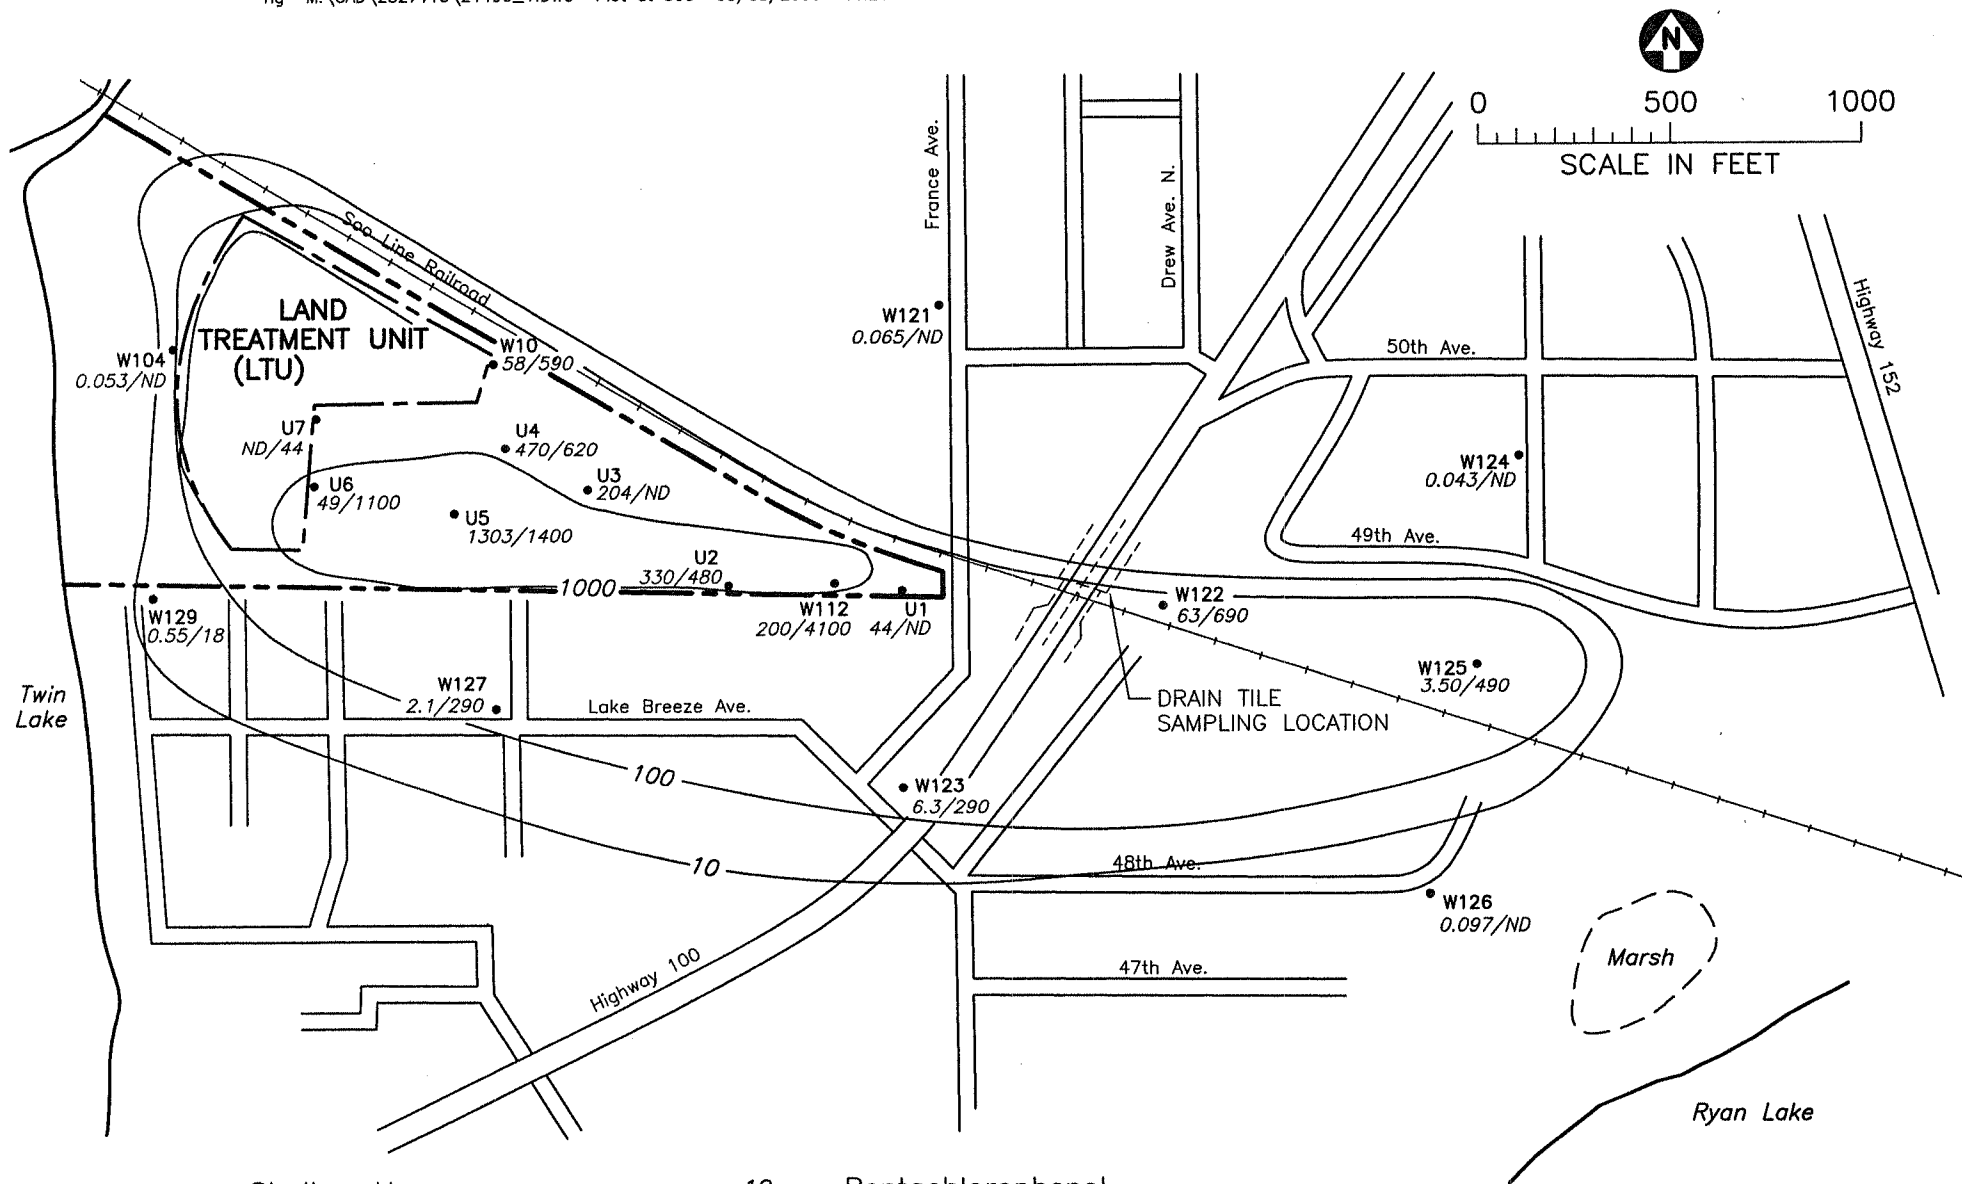 N
0 500 1000
SCALE IN FEET
France Ave.
Drew Ave. N.
Soo Line Railroad
Highway 152
LAND
TREATMENT UNIT
(LTU)
W104
0.053/ND
W10
58/590
W121
0.065/ND
50th Ave.
U7
ND/44
U4
470/620
U3
204/ND
U6
49/1100
U5
1303/1400
W124
0.043/ND
49th Ave.
U2
330/480
1000
W112
200/4100
U1
44/ND
W129
0.55/18
W122
63/690
W125
3.50/490
Twin
Lake
W127
2.1/290
Lake Breeze Ave.
DRAIN TILE
SAMPLING LOCATION
100
W123
6.3/290
10
48th Ave.
W126
0.097/ND
Highway 100
47th Ave.
Marsh
Ryan Lake
10